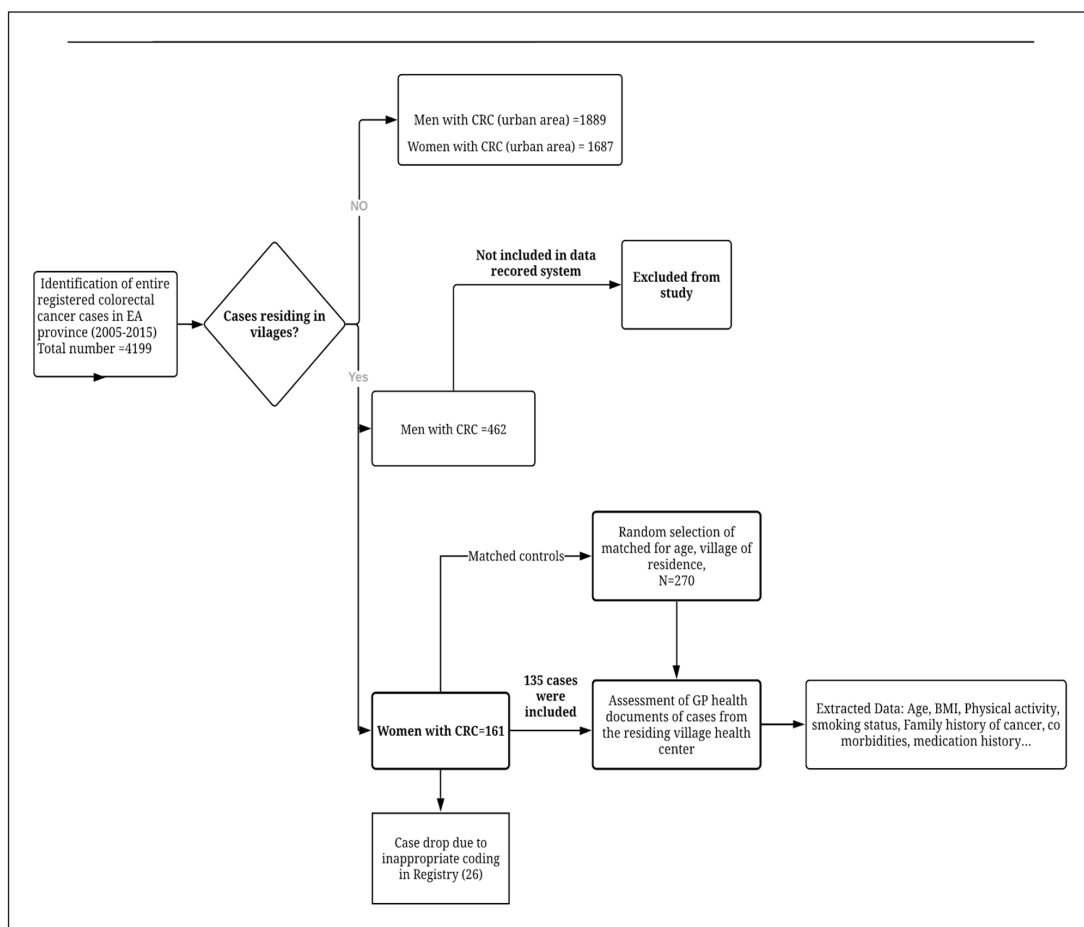 Men with CRC (urban area) =1889
Women with CRC (urban area) = 1687
NO
Not included in data
recored system
Excluded from
study
Identification of entire
registered colorectal
cancer cases in EA
province (2005-2015)
Total number =4199
Cases residing in
vilages?
Yes
Men with CRC =462
Random selection of
matched for age, village of
residence,
N=270
Matched controls
135 cases
were
included
Women with CRC=161
Assessment of GP health
documents of cases from
the residing village health
center
Extracted Data: Age, BMI, Physical activity,
smoking status, Family history of cancer, co
morbidities, medication history...
Case drop due to
inappropriate coding
in Registry (26)